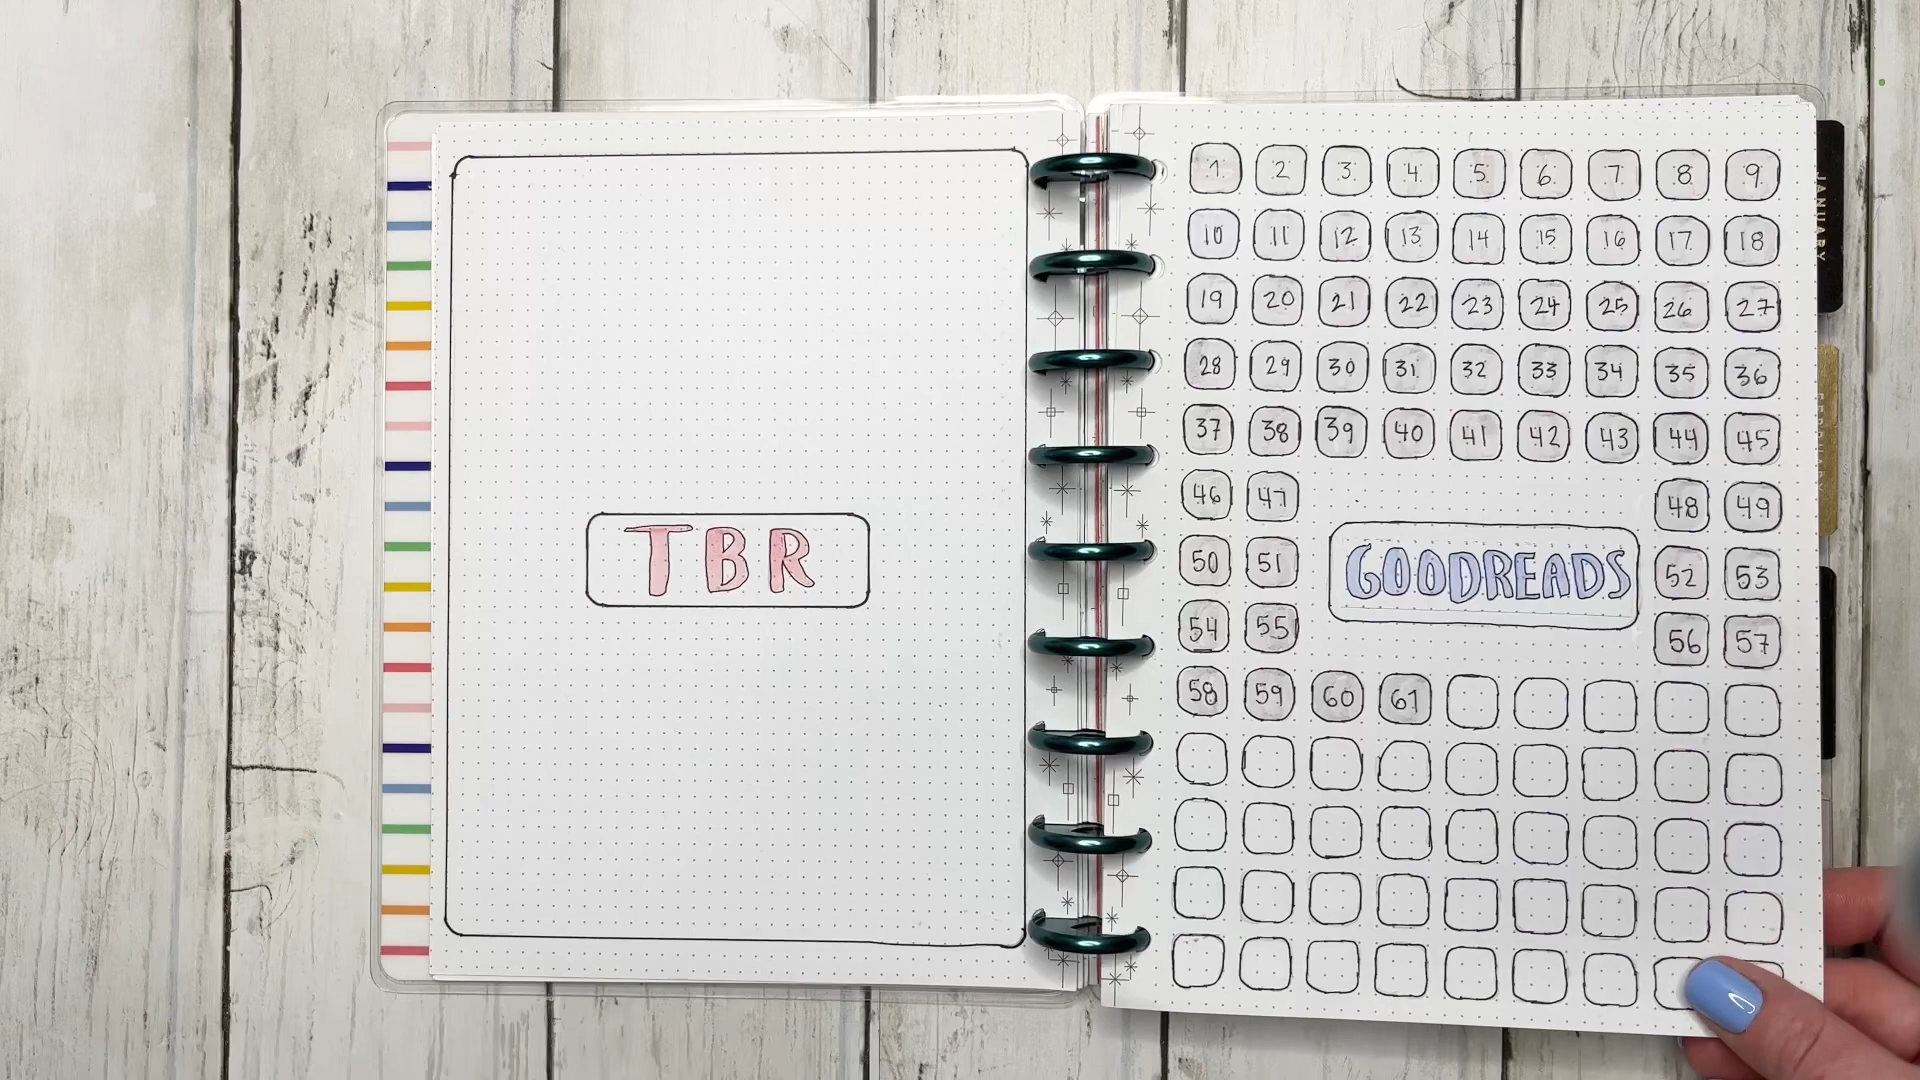 TBR
1 2 3 4 5 6 7 8 9
10 11 12 13 14 15 16 17 18
19 20 21 22 23 24 25 26 27
28 29 30 31 32 33 34 35 36
37 38 39 40 41 42 43 44 45
46 47 48 49
50 51 GOODREADS 52 53
54 55 56 57
58 59 60 61
JANUARY
FEBRUARY